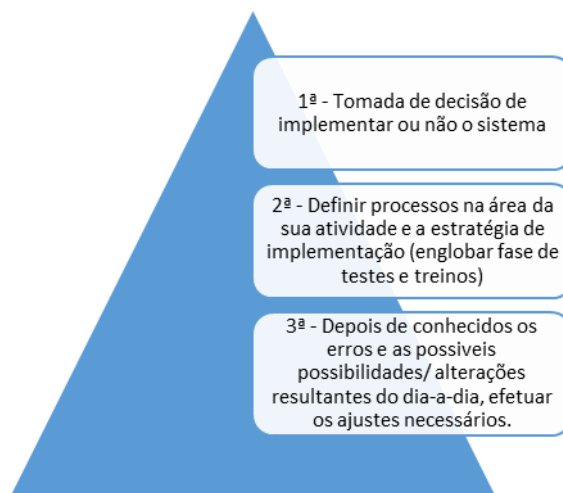 1ª - Tomada de decisão de
implementar ou não o sistema
2ª - Definir processos na área da
sua atividade e a estratégia de
implementação (englobar fase de
testes e treinos)
3ª - Depois de conhecidos os
erros e as possiveis
possibilidades/ alterações
resultantes do dia-a-dia, efetuar
os ajustes necessários.